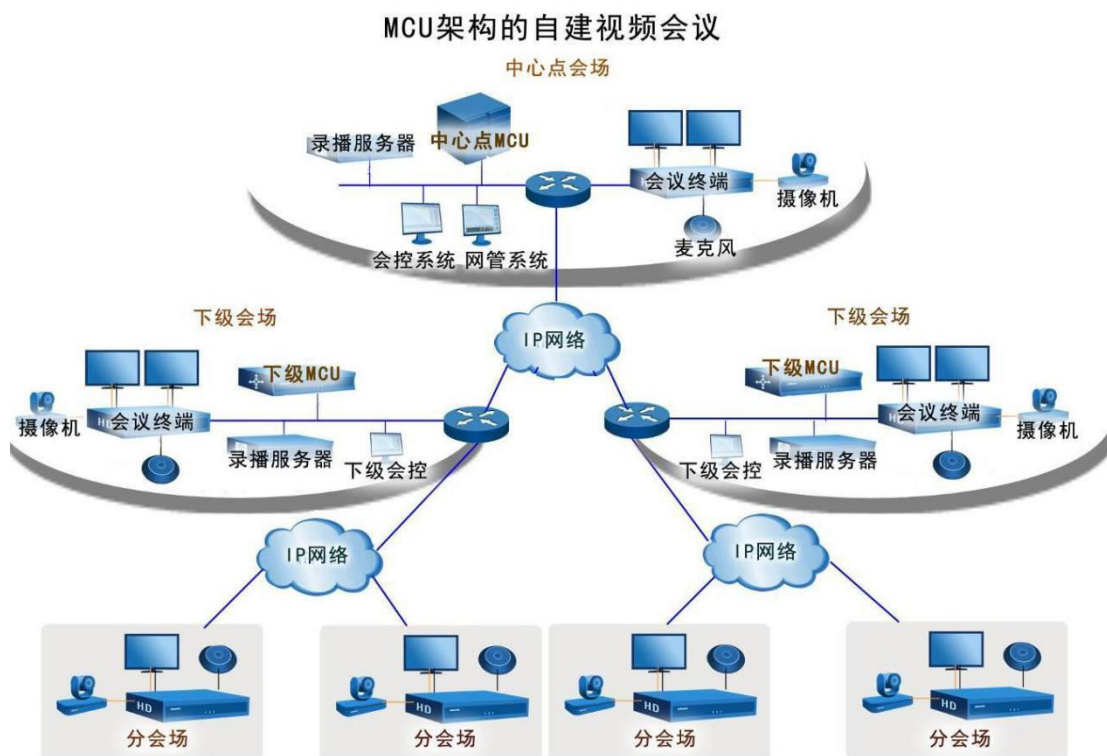 MCU架构的自建视频会议
中心点会场
录播服务器
中心点MCU
会议终端
摄像机
会控系统
网管系统
麦克风
下级会场
下级会场
IP网络
下级MCU
下级MCU
HD
会议终端
摄像机
录播服务器
下级会控
会议终端
摄像机
下级会控
录播服务器
IP网络
IP网络
HD
HD
HD
HD
分会场
分会场
分会场
分会场